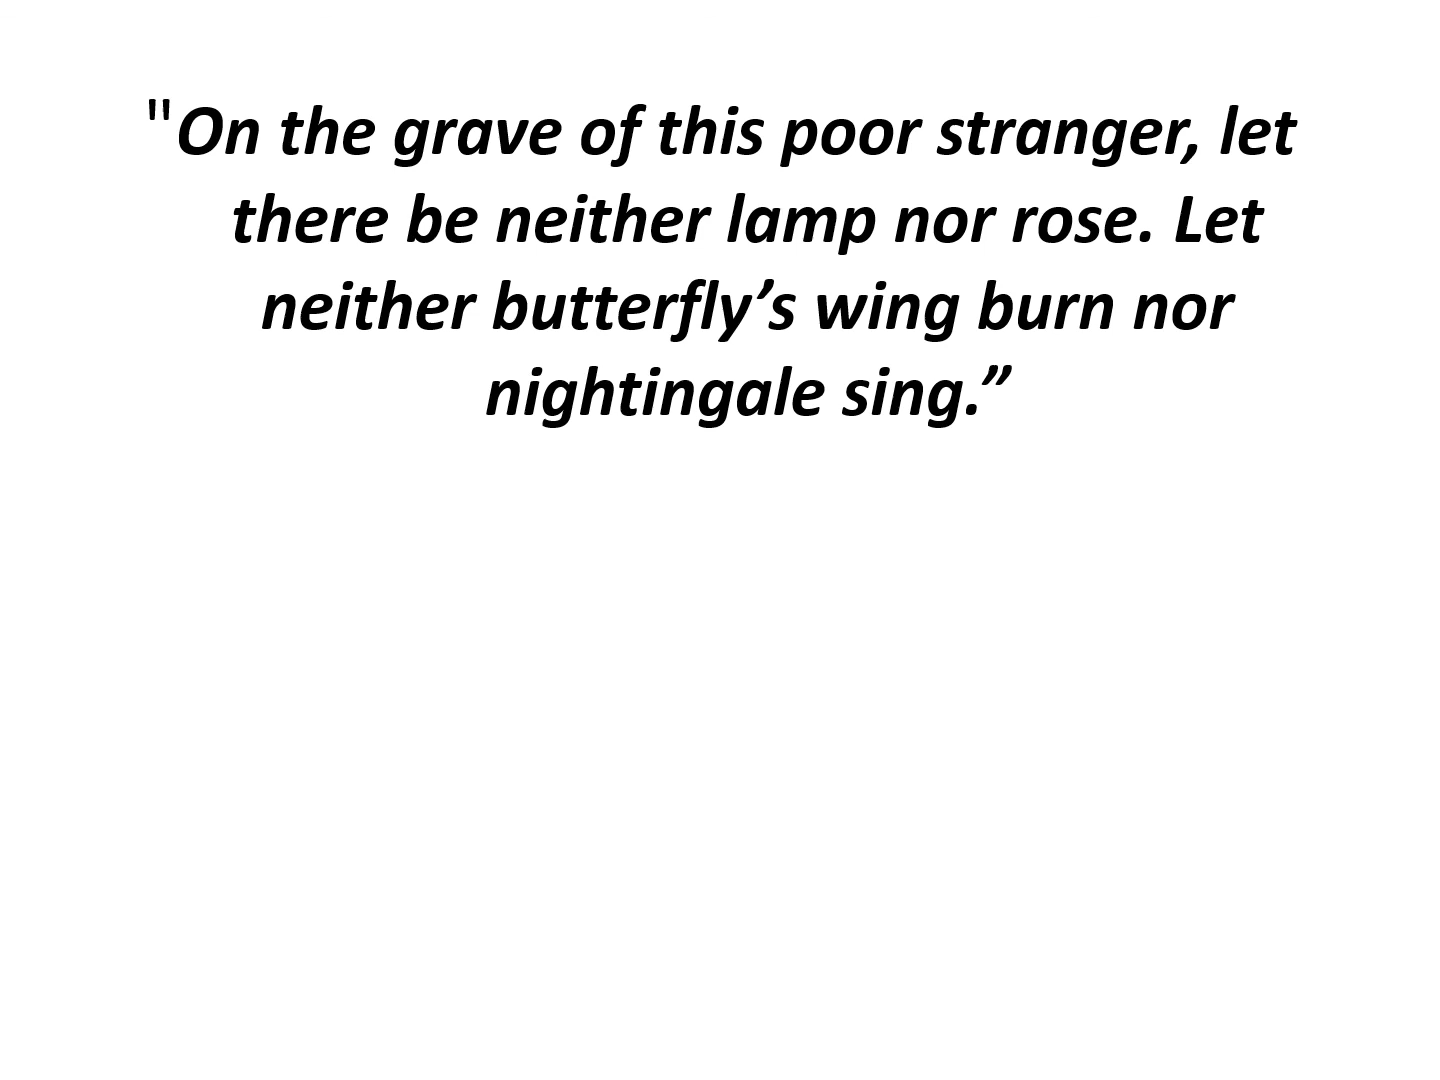 "On the grave of this poor stranger, let
there be neither lamp nor rose. Let
neither butterfly’s wing burn nor
nightingale sing.”